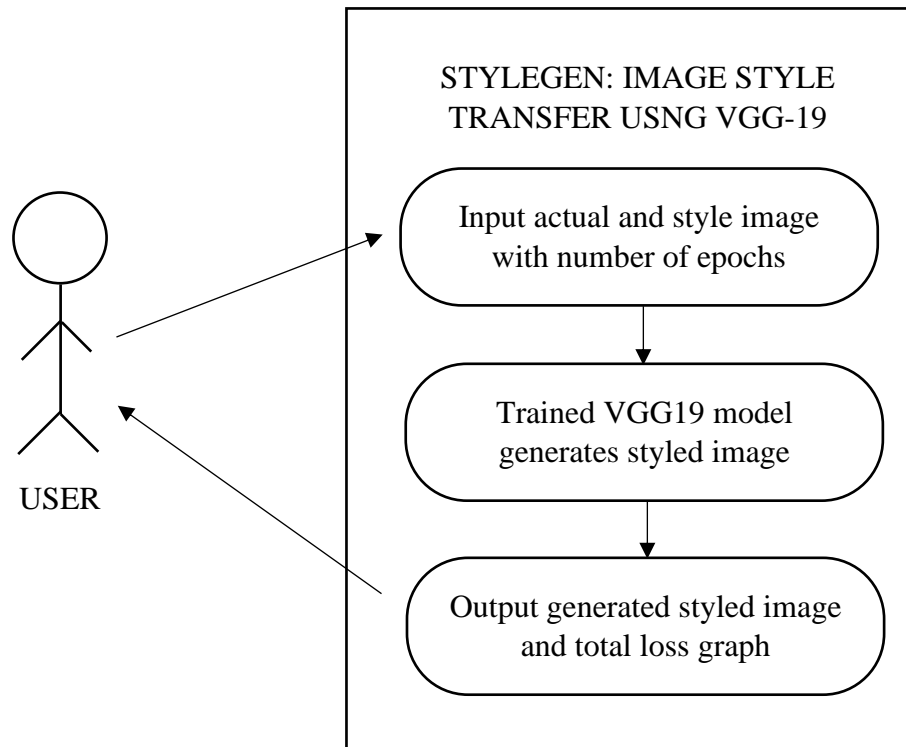 STYLEGEN: IMAGE STYLE
TRANSFER USNG VGG-19
Input actual and style image
with number of epochs
Trained VGG19 model
generates styled image
USER
Output generated styled image
and total loss graph